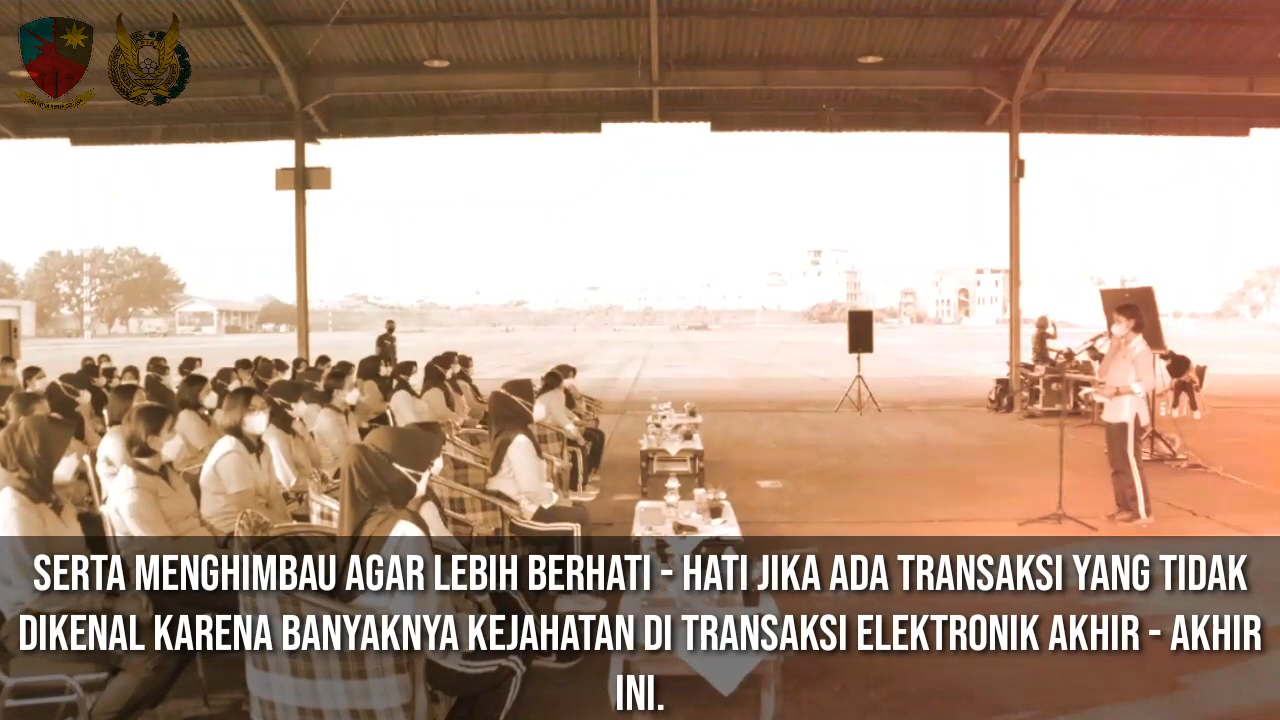 SERTA MENGHIMBAU AGAR LEBIH BERHATI - HATI JIKA ADA TRANSAKSI YANG TIDAK
DIKENAL KARENA BANYAKNYA KEJAHATAN DI TRANSAKSI ELEKTRONIK AKHIR - AKHIR
INI.